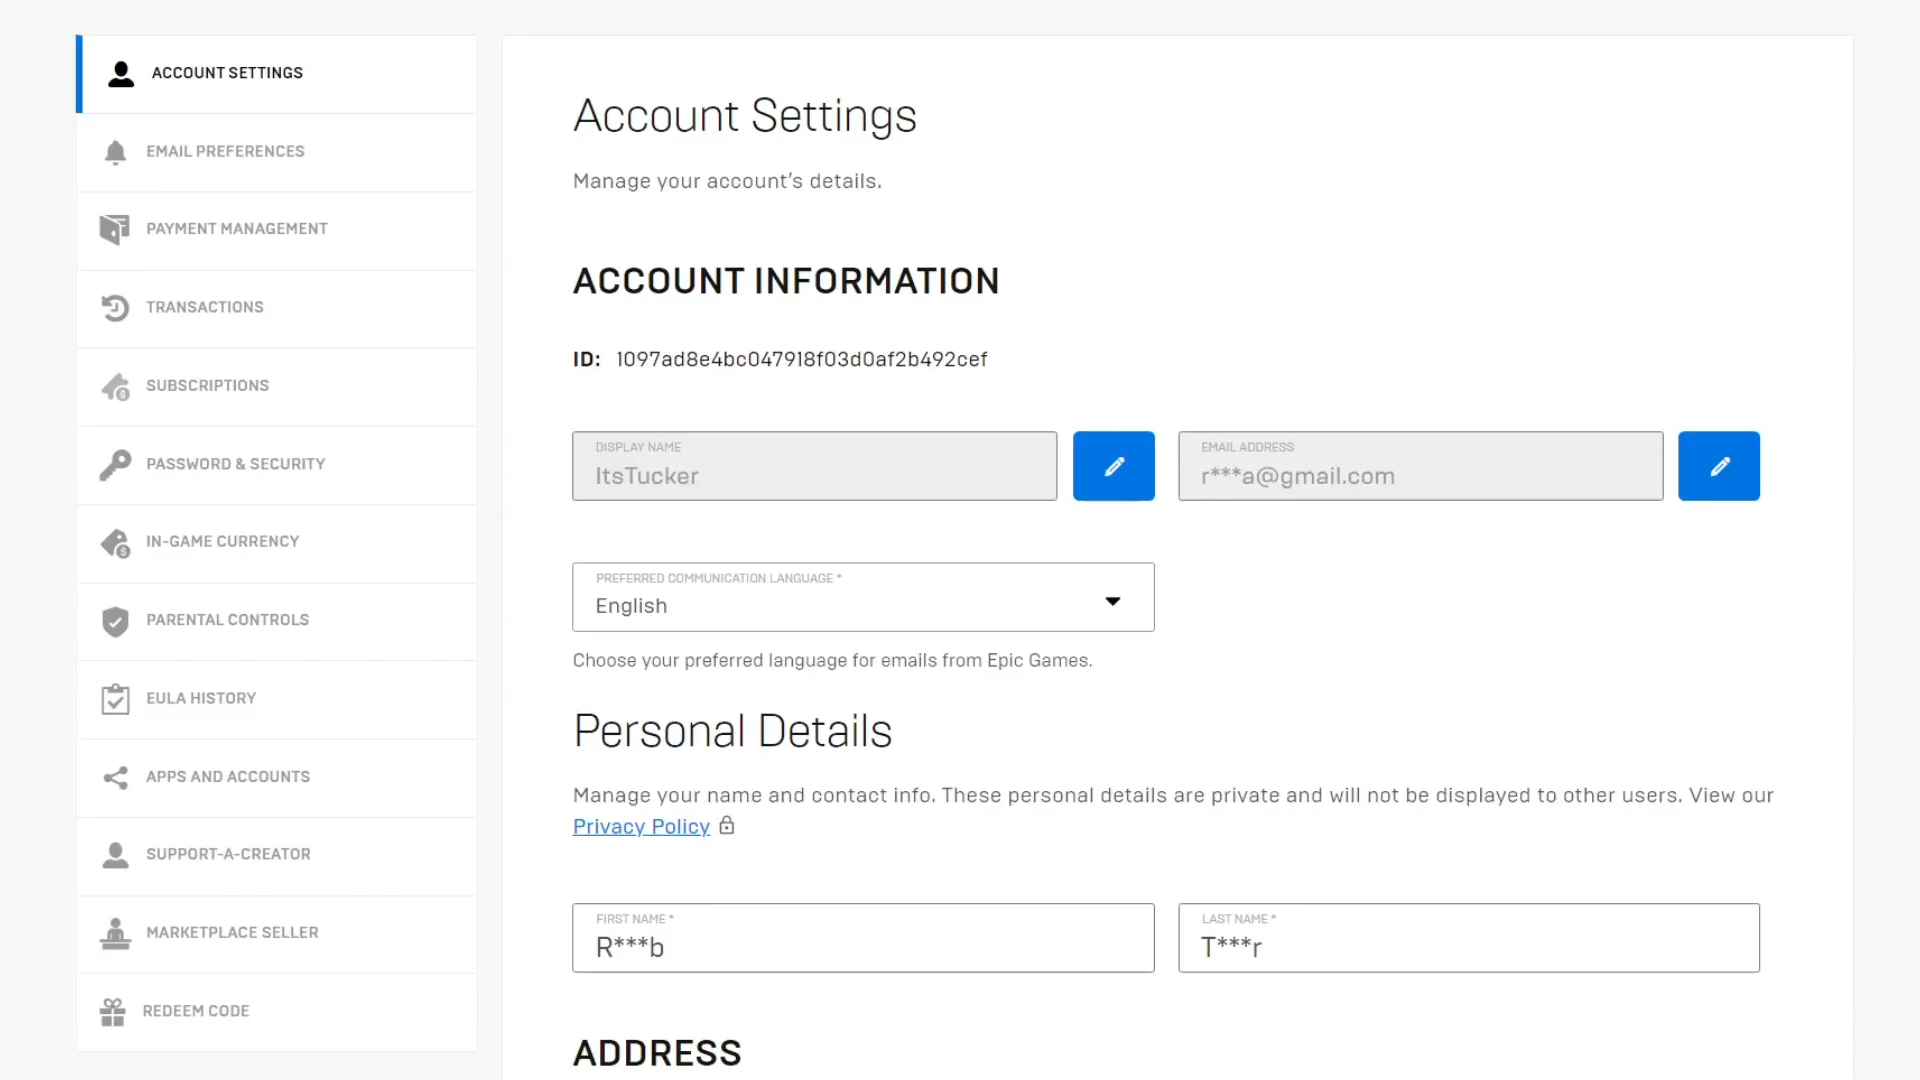 ACCOUNT SETTINGS
EMAIL PREFERENCES
PAYMENT MANAGEMENT
TRANSACTIONS
SUBSCRIPTIONS
PASSWORD & SECURITY
IN-GAME CURRENCY
PARENTAL CONTROLS
EULA HISTORY
APPS AND ACCOUNTS
SUPPORT-A-CREATOR
MARKETPLACE SELLER
REDEEM CODE
Account Settings
Manage your account’s details.
ACCOUNT INFORMATION
ID: 1097ad8e4bc047918f03d0af2b492cef
DISPLAY NAME
ItsTucker
EMAIL ADDRESS
r***a@gmail.com
PREFERRED COMMUNICATION LANGUAGE *
English
Choose your preferred language for emails from Epic Games.
Personal Details
Manage your name and contact info. These personal details are private and will not be displayed to other users. View our
Privacy Policy
FIRST NAME *
R***b
LAST NAME *
T***r
ADDRESS